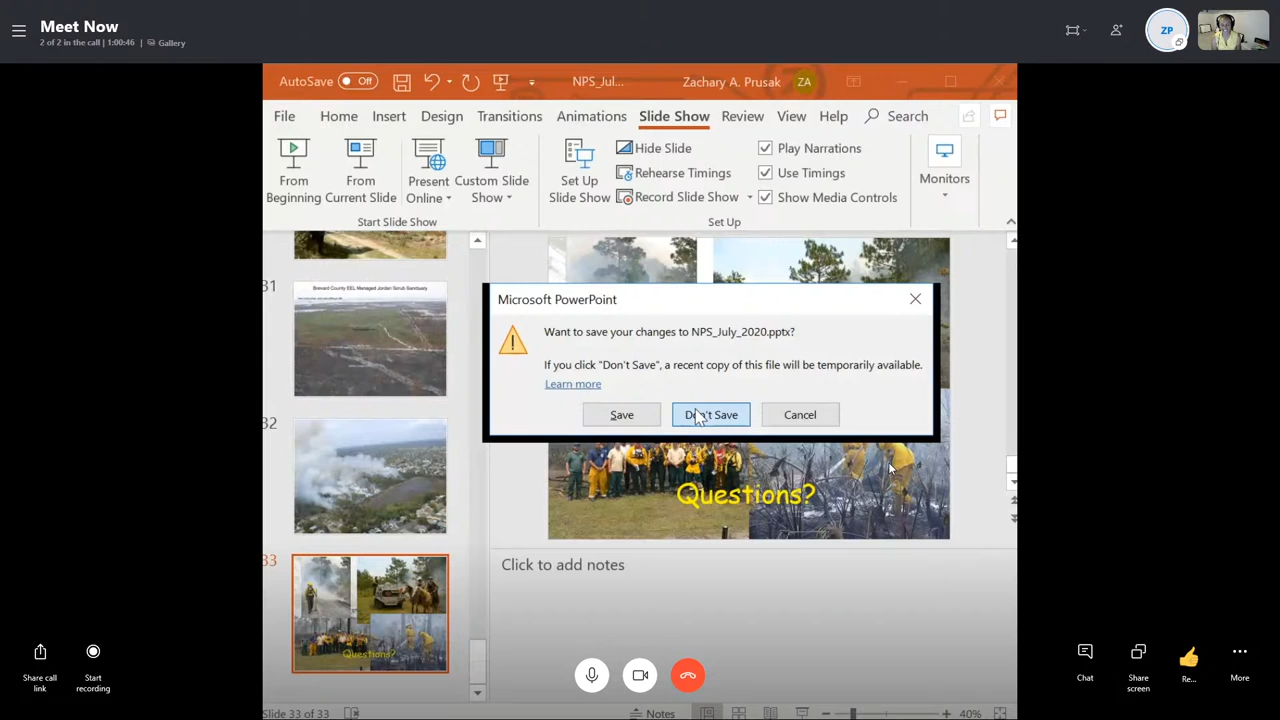 Meet Now
2 of 2 in the call | 1:00:46 | Gallery
ZP
AutoSave Off NPS_Jul... Zachary A. Prusak ZA
File Home Insert Design Transitions Animations Slide Show Review View Help Search
From Beginning
From Current Slide
Present Online
Custom Slide Show
Set Up Slide Show
Hide Slide
Rehearse Timings
Record Slide Show
Play Narrations
Use Timings
Show Media Controls
Monitors
Start Slide Show
Set Up
31
Brevard County EEL Managed Jordan Scrub Sanctuary
32
33
Questions?
Microsoft PowerPoint
Want to save your changes to NPS_July_2020.pptx?
If you click "Don't Save", a recent copy of this file will be temporarily available.
Learn more
Save Don't Save Cancel
Questions?
Click to add notes
Share call link
Start recording
Chat
Share screen
Re...
More
Slide 33 of 33
Notes
40%